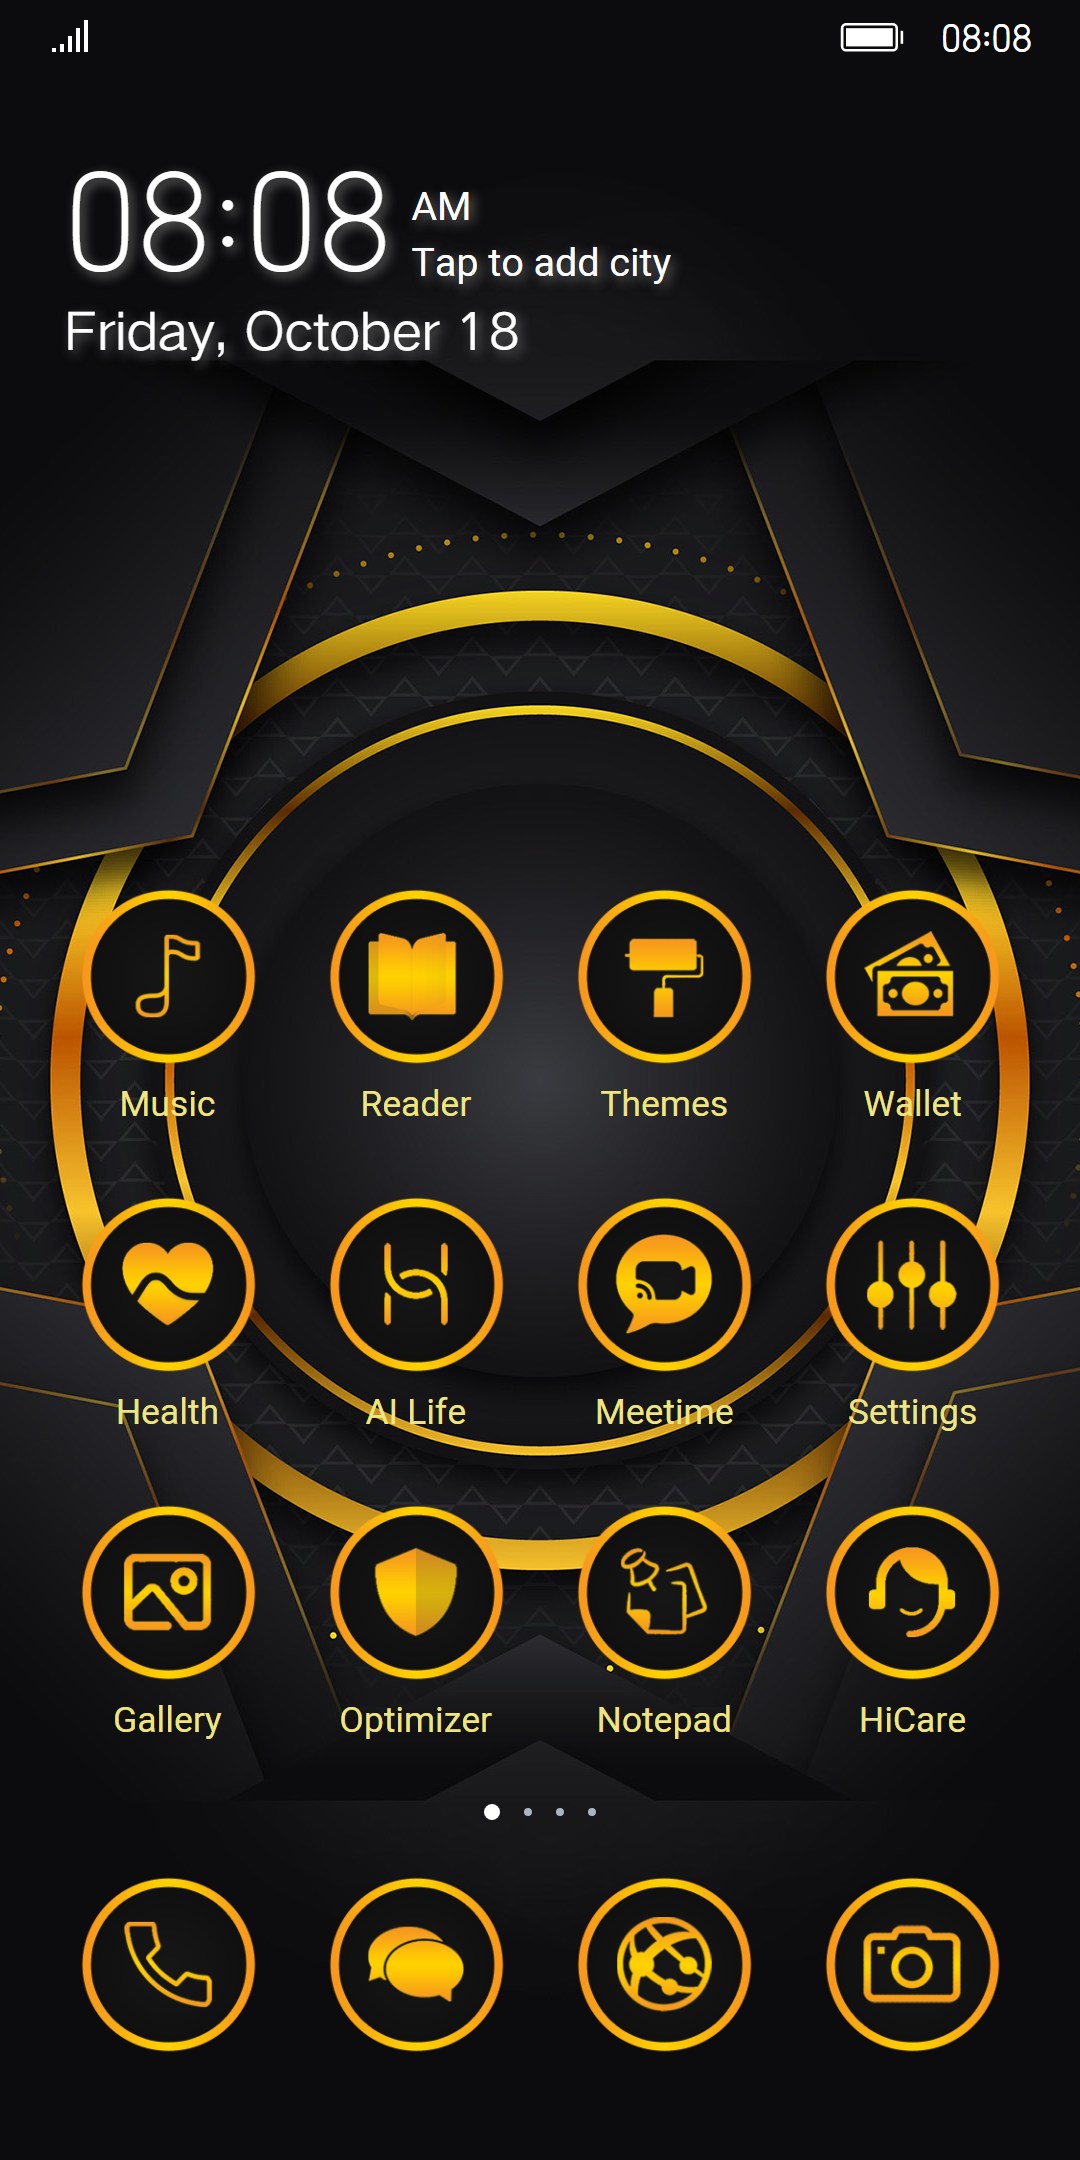 08:08
08:08 AM
Tap to add city
Friday, October 18
Music Reader Themes Wallet
Health AI Life Meetime Settings
Gallery Optimizer Notepad HiCare